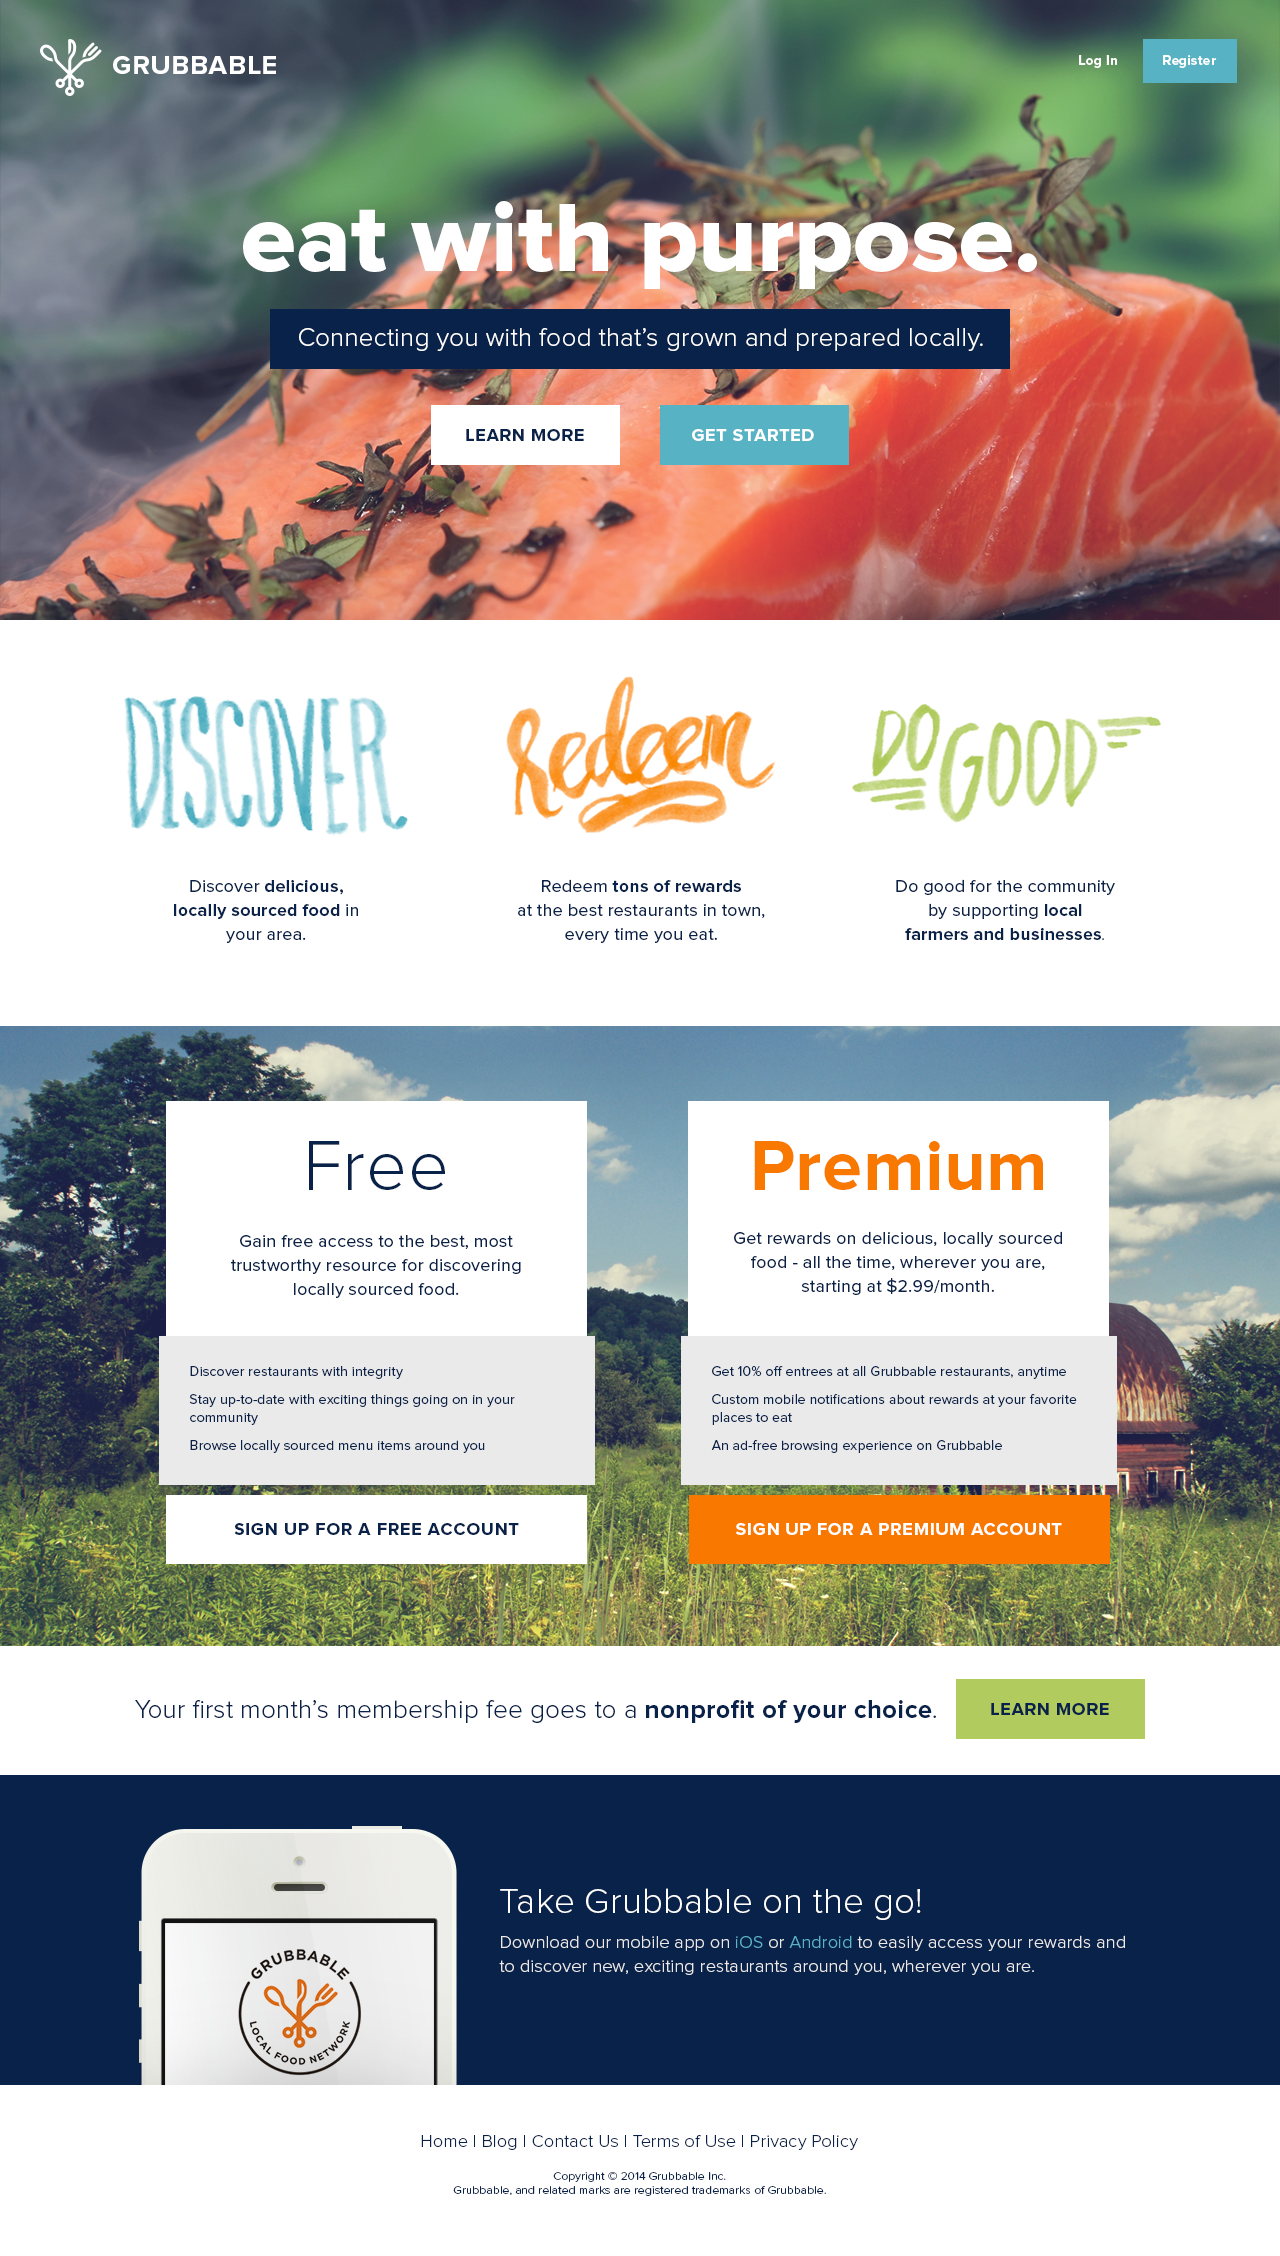 GRUBBABLE
Log In
Register
eat with purpose.
Connecting you with food that’s grown and prepared locally.
LEARN MORE
GET STARTED
DISCOVER
Redeem
DO GOOD
Discover delicious,
locally sourced food in
your area.
Redeem tons of rewards
at the best restaurants in town,
every time you eat.
Do good for the community
by supporting local
farmers and businesses.
Free
Gain free access to the best, most
trustworthy resource for discovering
locally sourced food.
Discover restaurants with integrity
Stay up-to-date with exciting things going on in your
community
Browse locally sourced menu items around you
SIGN UP FOR A FREE ACCOUNT
Premium
Get rewards on delicious, locally sourced
food - all the time, wherever you are,
starting at $2.99/month.
Get 10% off entrees at all Grubbable restaurants, anytime
Custom mobile notifications about rewards at your favorite
places to eat
An ad-free browsing experience on Grubbable
SIGN UP FOR A PREMIUM ACCOUNT
Your first month’s membership fee goes to a nonprofit of your choice.
LEARN MORE
GRUBBABLE
LOCAL FOOD NETWORK
Take Grubbable on the go!
Download our mobile app on iOS or Android to easily access your rewards and
to discover new, exciting restaurants around you, wherever you are.
Home | Blog | Contact Us | Terms of Use | Privacy Policy
Copyright © 2014 Grubbable Inc.
Grubbable, and related marks are registered trademarks of Grubbable.